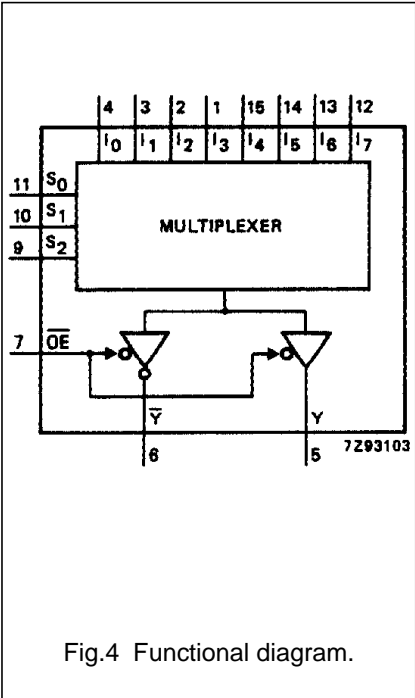 4 3 2 1 15 14 13 12
I0 I1 I2 I3 I4 I5 I6 I7
11 S0
10 S1
9 S2
MULTIPLEXER
7 O̅E̅
Y̅ Y
7Z93103
6 5
Fig.4 Functional diagram.